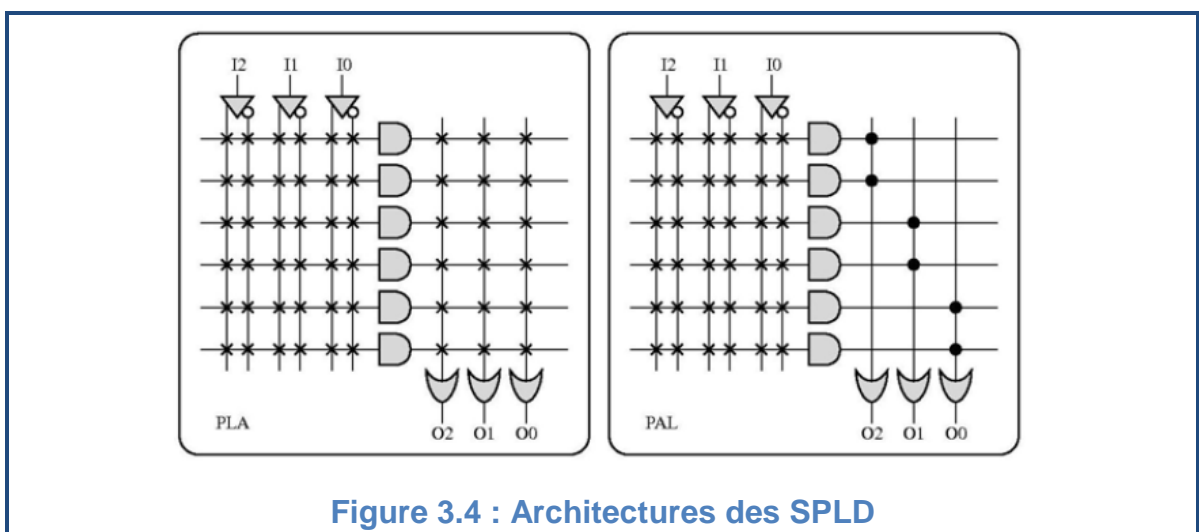 I2 I1 I0
I2 I1 I0
PLA
O2 O1 O0
PAL
O2 O1 O0
Figure 3.4 : Architectures des SPLD